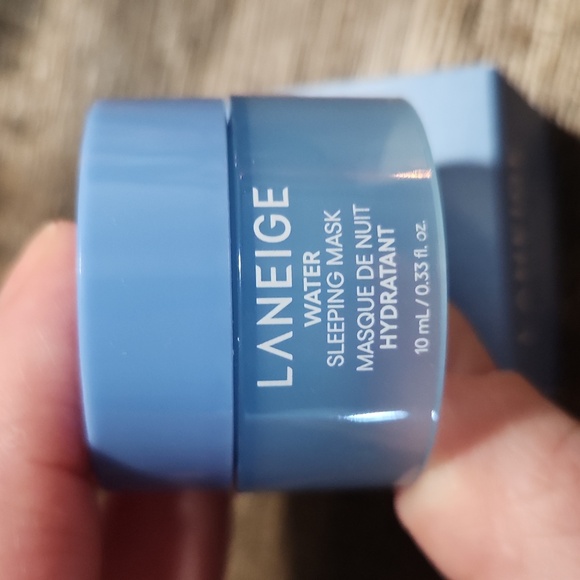 LANEIGE
WATER
SLEEPING MASK
MASQUE DE NUIT
HYDRATANT
10 mL / 0.33 fl. oz.